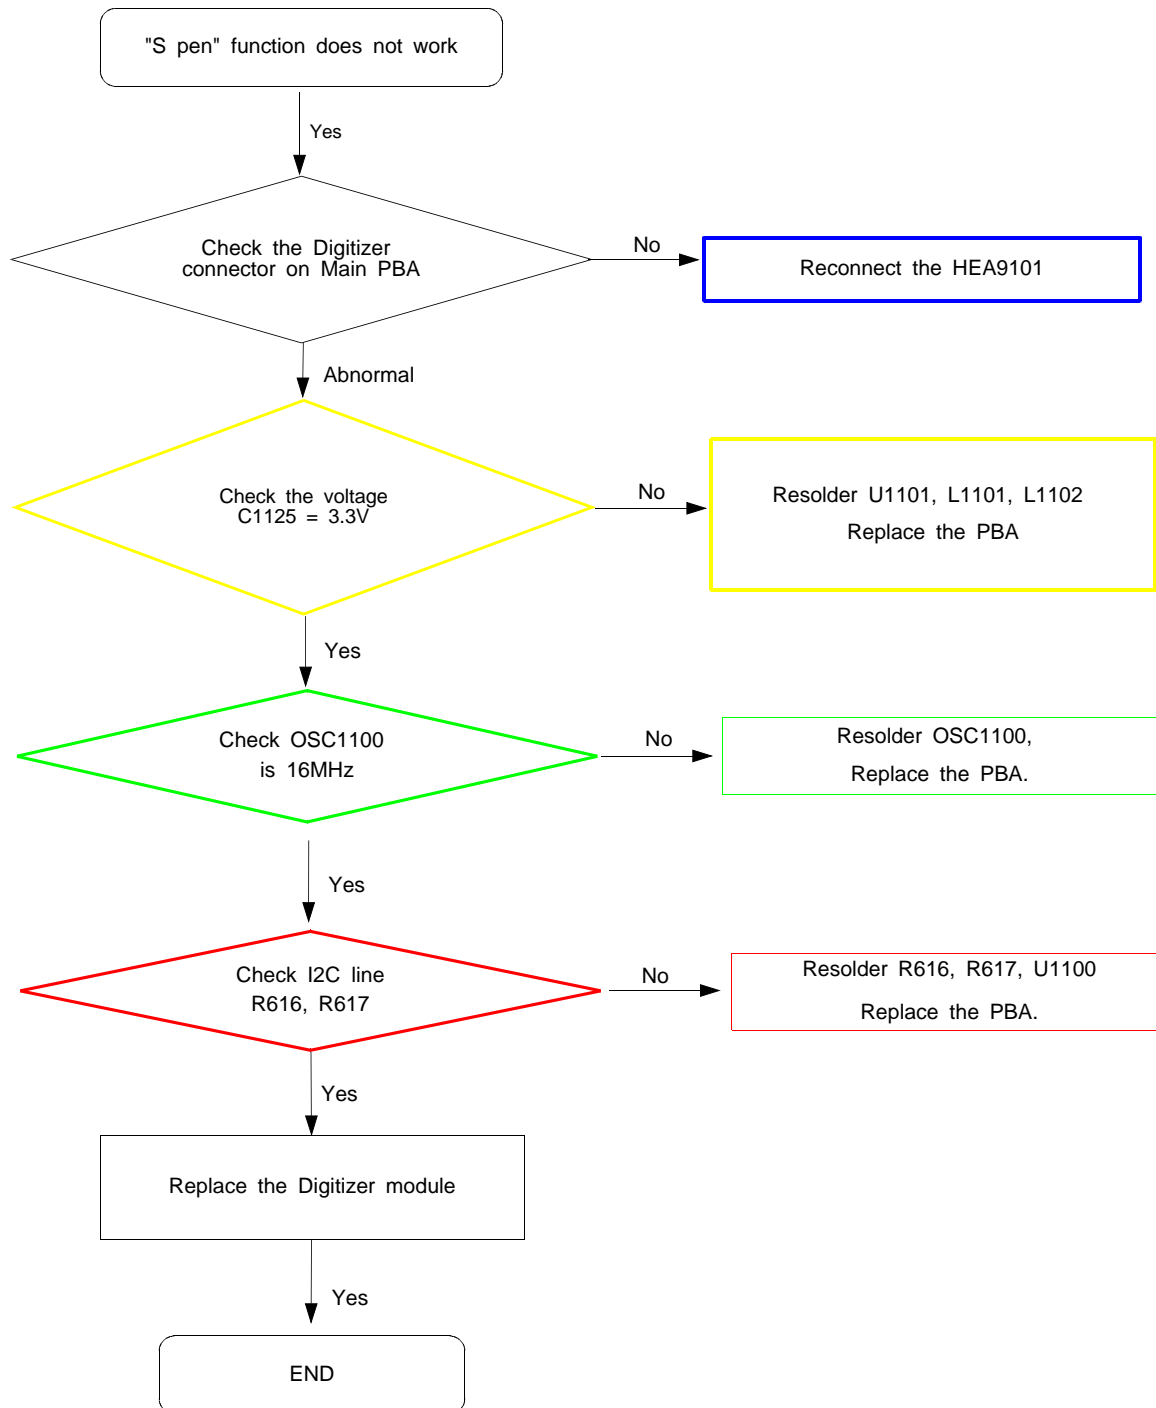 "S pen" function does not work
Yes
Check the Digitizer
connector on Main PBA
No
Reconnect the HEA9101
Abnormal
Check the voltage
C1125 = 3.3V
No
Resolder U1101, L1101, L1102
Replace the PBA
Yes
Check OSC1100
is 16MHz
No
Resolder OSC1100,
Replace the PBA.
Yes
Check I2C line
R616, R617
No
Resolder R616, R617, U1100
Replace the PBA.
Yes
Replace the Digitizer module
Yes
END